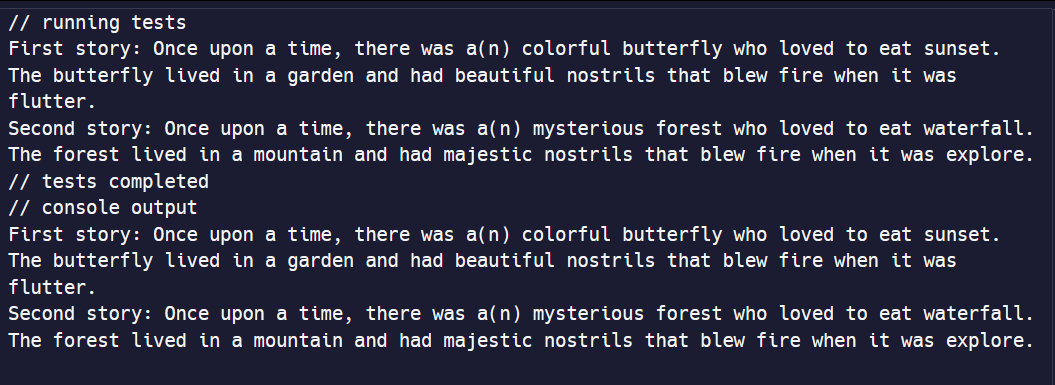 // running tests
First story: Once upon a time, there was a(n) colorful butterfly who loved to eat sunset.
The butterfly lived in a garden and had beautiful nostrils that blew fire when it was
flutter.
Second story: Once upon a time, there was a(n) mysterious forest who loved to eat waterfall.
The forest lived in a mountain and had majestic nostrils that blew fire when it was explore.
// tests completed
// console output
First story: Once upon a time, there was a(n) colorful butterfly who loved to eat sunset.
The butterfly lived in a garden and had beautiful nostrils that blew fire when it was
flutter.
Second story: Once upon a time, there was a(n) mysterious forest who loved to eat waterfall.
The forest lived in a mountain and had majestic nostrils that blew fire when it was explore.